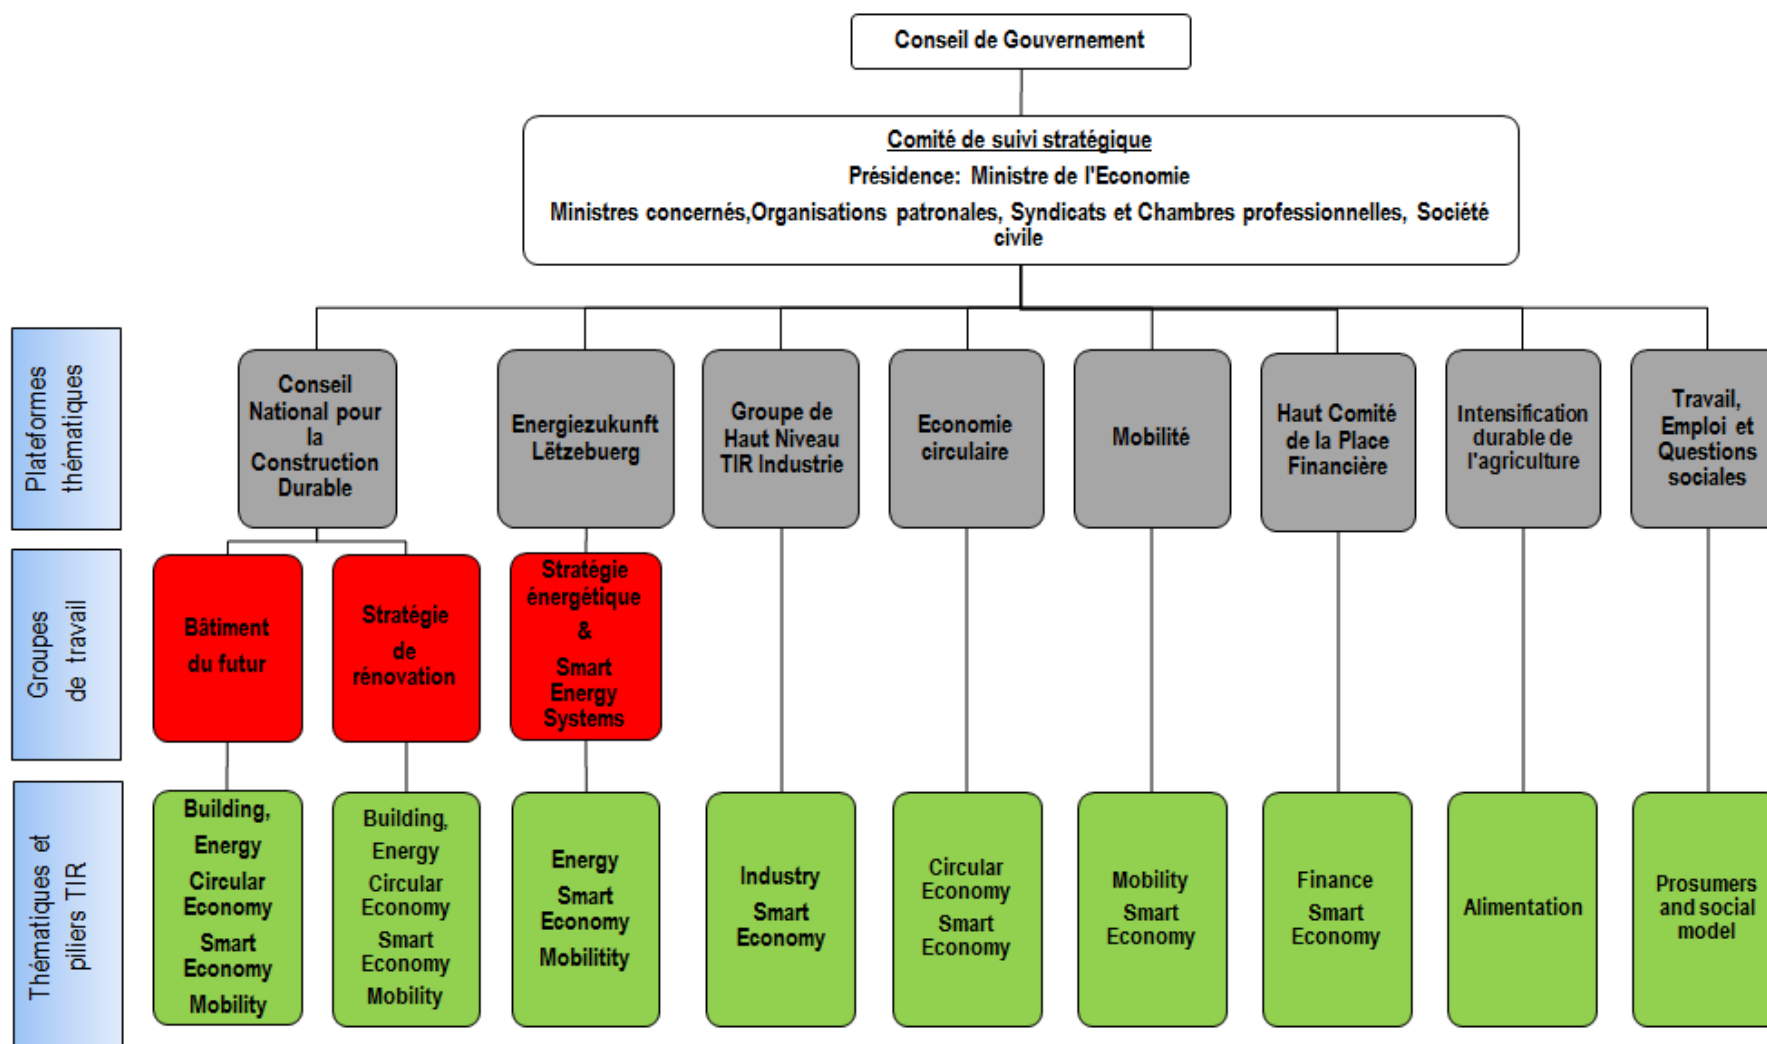 Conseil de Gouvernement
Comité de suivi stratégique
Présidence: Ministre de l'Economie
Ministres concernés,Organisations patronales, Syndicats et Chambres professionnelles, Société
civile
Plateformes
thématiques
Conseil
National pour
la
Construction
Durable
Energiezukunft
Lëtzebuerg
Groupe de
Haut Niveau
TIR Industrie
Economie
circulaire
Mobilité
Haut Comité
de la Place
Financière
Intensification
durable de
l'agriculture
Travail,
Emploi et
Questions
sociales
Groupes
de travail
Bâtiment
du futur
Stratégie
de
rénovation
Stratégie
énergétique
&
Smart
Energy
Systems
Thématiques et
piliers TIR
Building,
Energy
Circular
Economy
Smart
Economy
Mobility
Building,
Energy
Circular
Economy
Smart
Economy
Mobility
Energy
Smart
Economy
Mobilitity
Industry
Smart
Economy
Circular
Economy
Smart
Economy
Mobility
Smart
Economy
Finance
Smart
Economy
Alimentation
Prosumers
and social
model